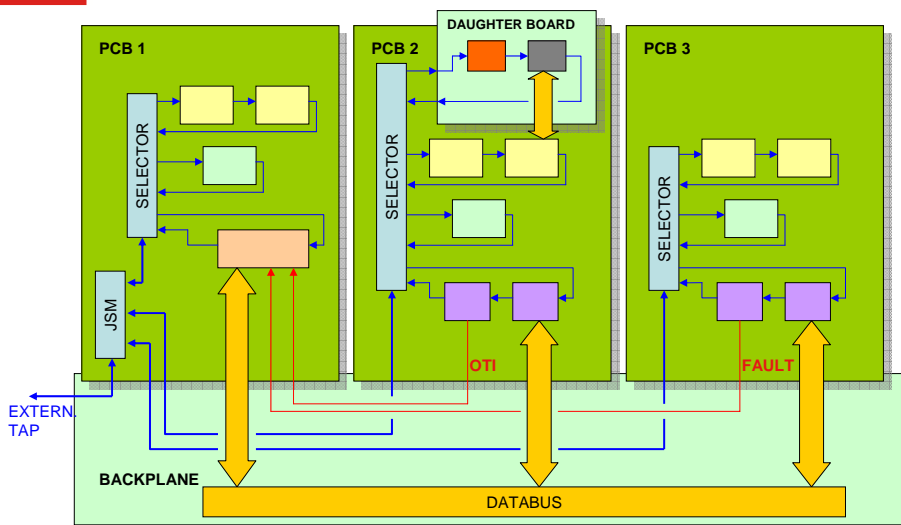 DAUGHTER BOARD
PCB 1
PCB 2
PCB 3
SELECTOR
SELECTOR
SELECTOR
JSM
OTI
FAULT
EXTERN.
TAP
BACKPLANE
DATABUS